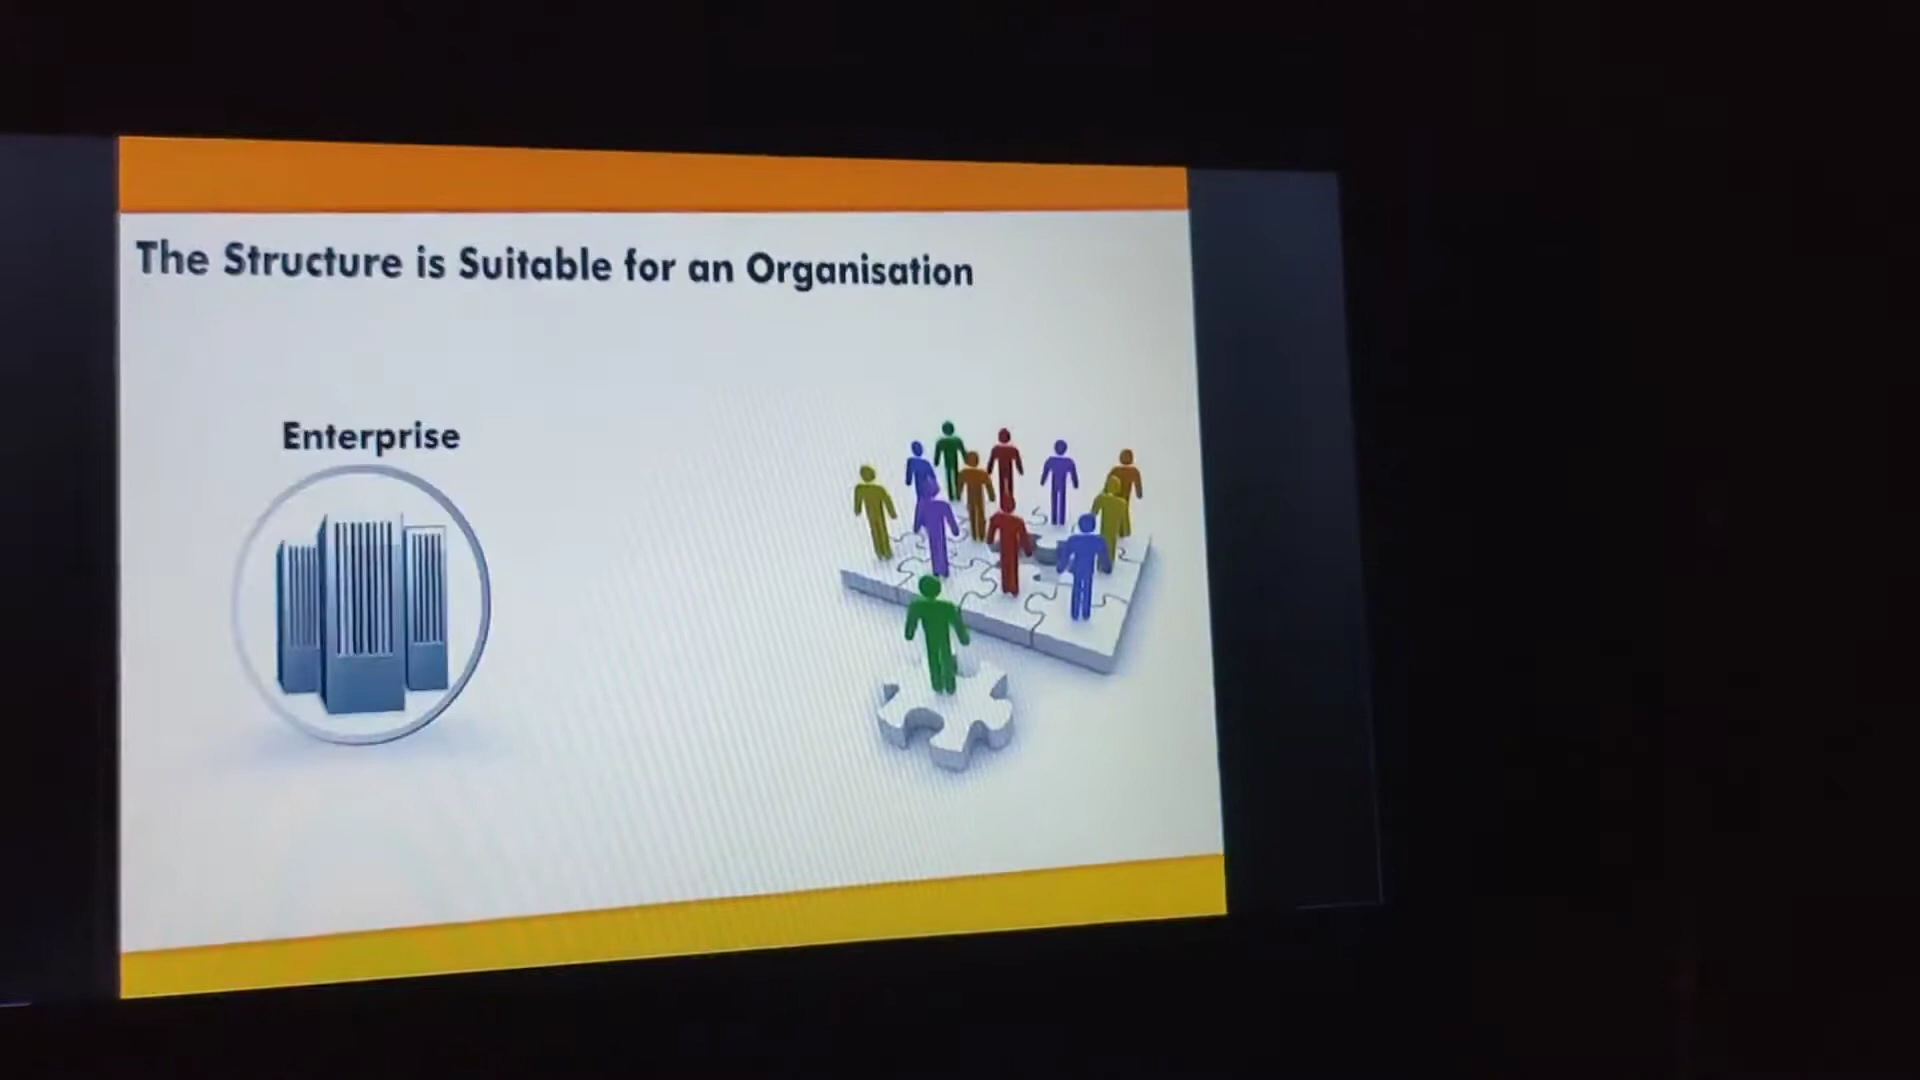 The Structure is Suitable for an Organisation
Enterprise